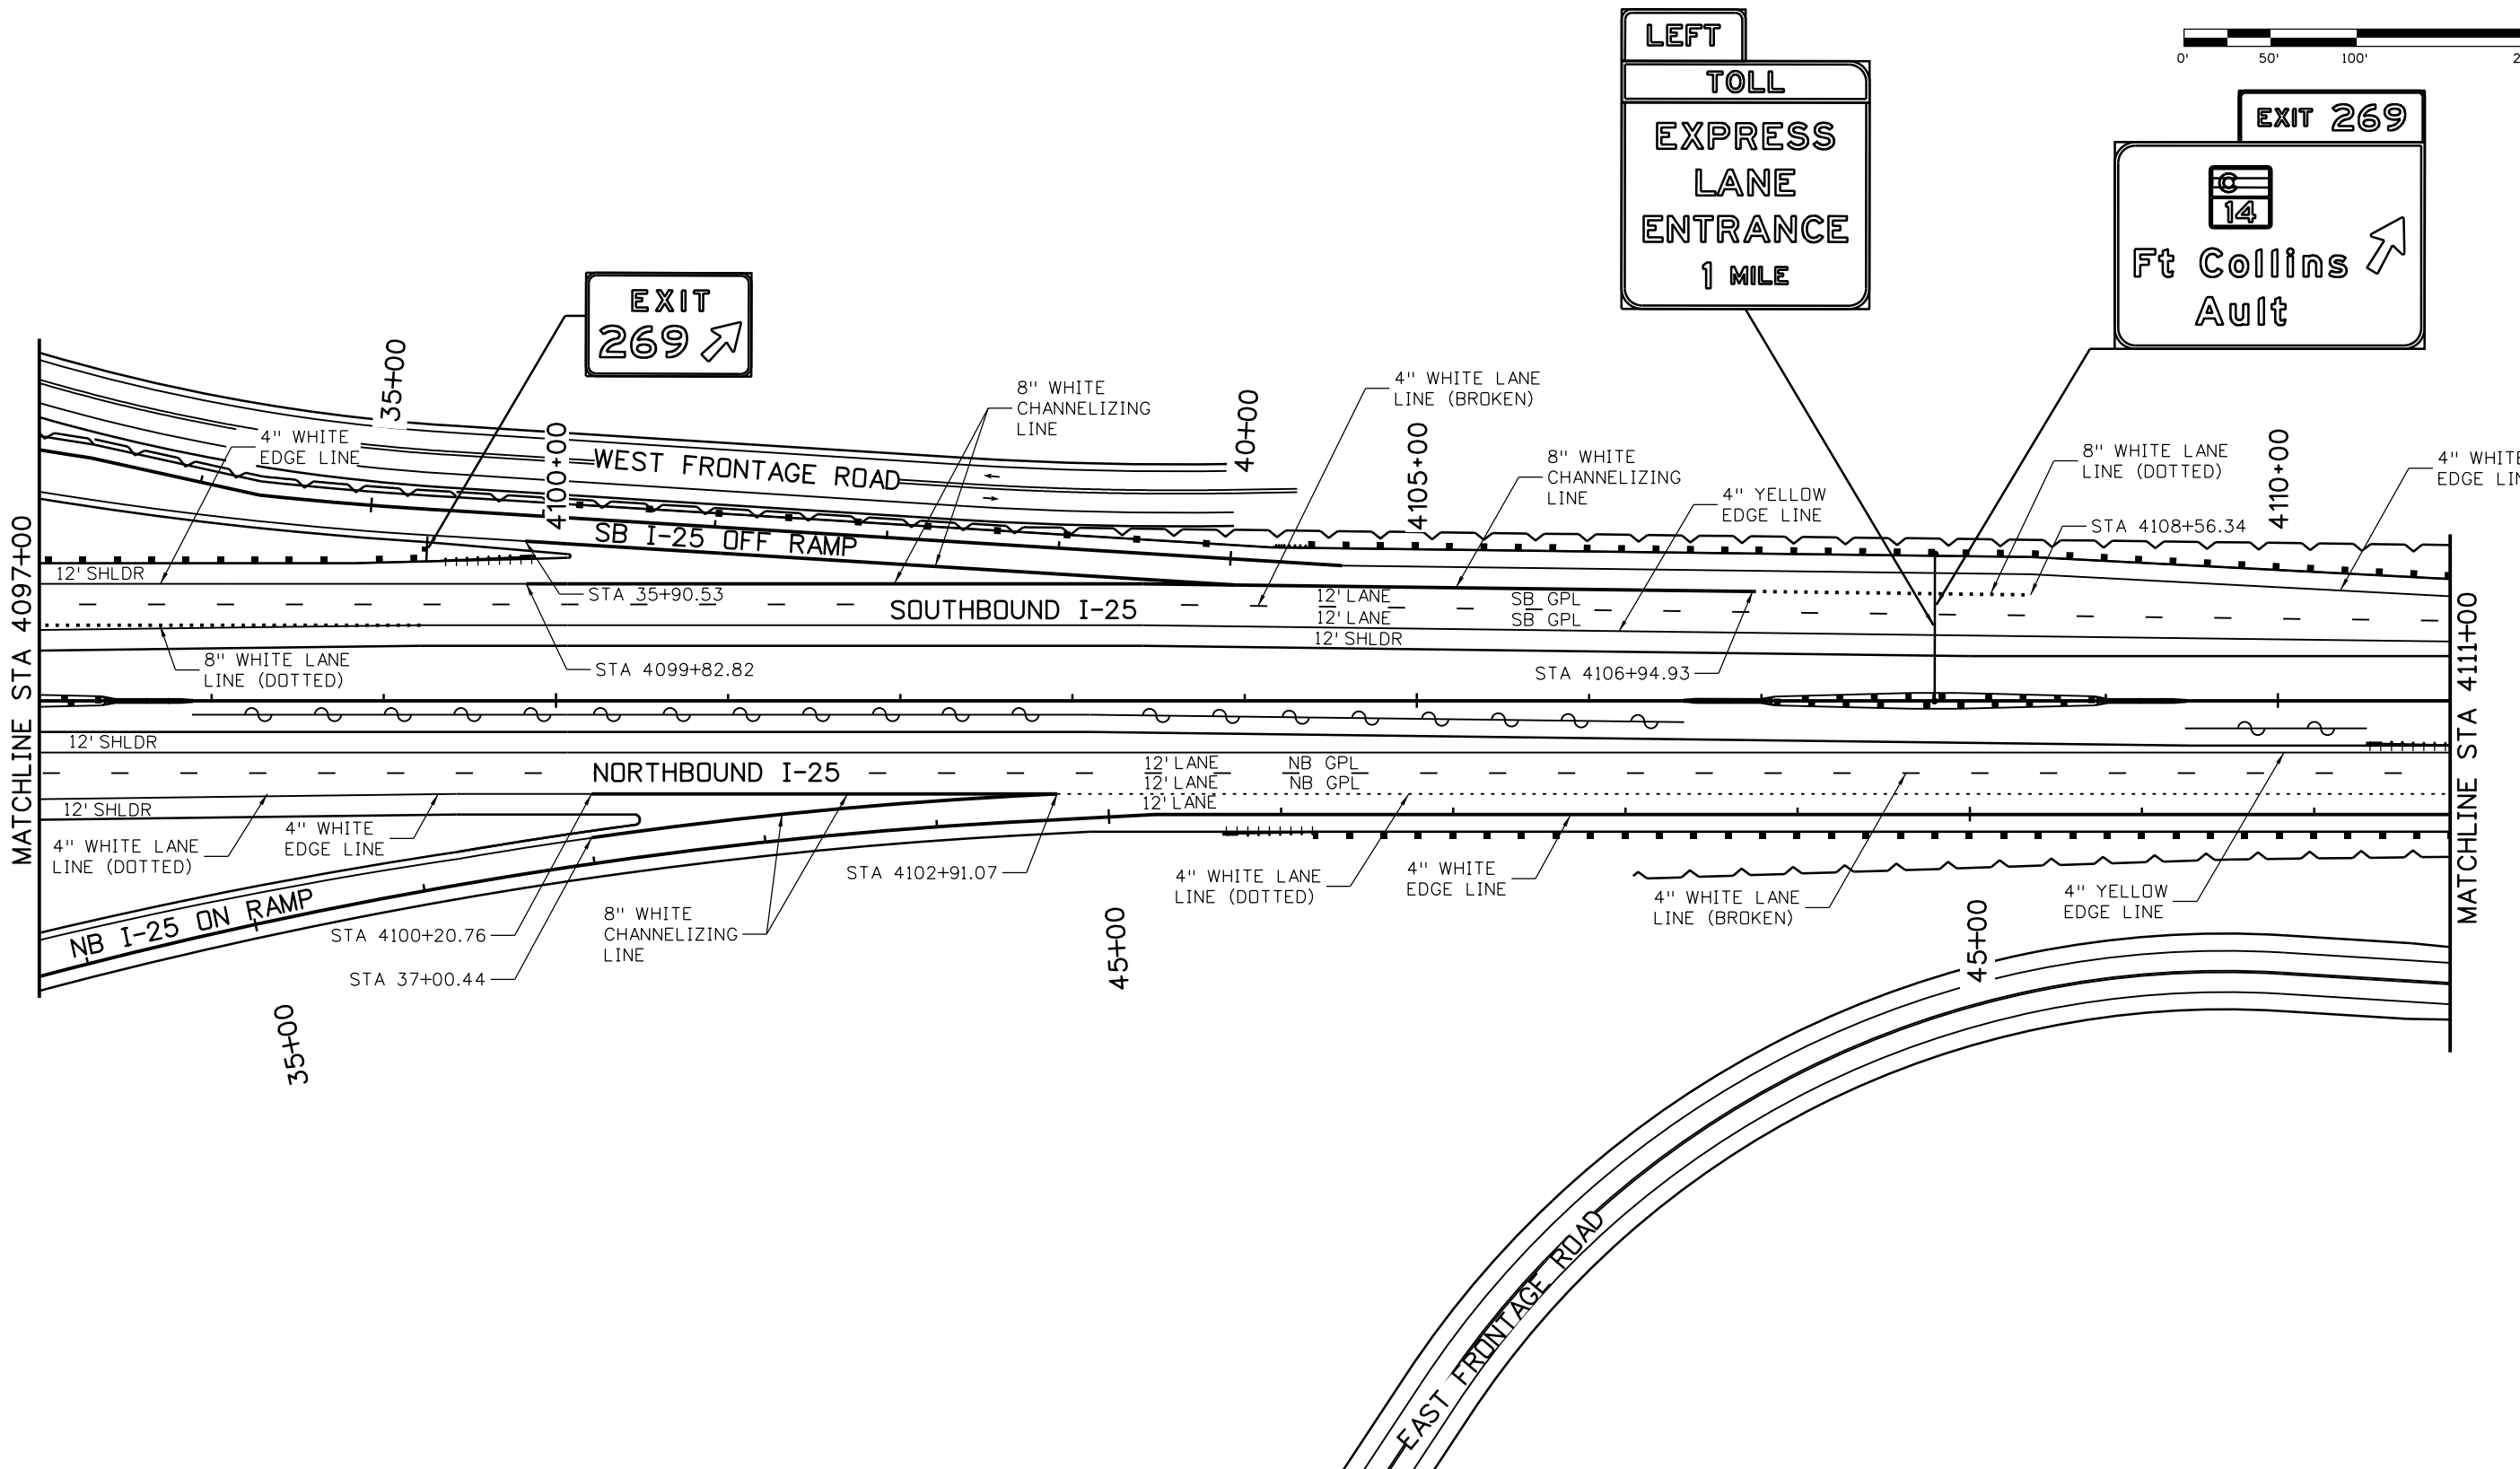 LEFT
TOLL
EXPRESS
LANE
ENTRANCE
1 MILE
0' 50' 100'
EXIT 269
C
14
Ft Collins
Ault
EXIT
269
35+00
4100+00
40+00
4105+00
4110+00
8" WHITE
CHANNELIZING
LINE
4" WHITE LANE
LINE (BROKEN)
4" WHITE
EDGE LINE
WEST FRONTAGE ROAD
8" WHITE
CHANNELIZING
LINE
4" YELLOW
EDGE LINE
8" WHITE LANE
LINE (DOTTED)
4" WHITE
EDGE LIN
STA 4108+56.34
SB I-25 OFF RAMP
MATCHLINE STA 4097+00
12' SHLDR
STA 35+90.53
SOUTHBOUND I-25
12' LANE SB GPL
12' LANE SB GPL
12' SHLDR
8" WHITE LANE
LINE (DOTTED)
STA 4099+82.82
STA 4106+94.93
MATCHLINE STA 4111+00
12' SHLDR
NORTHBOUND I-25
12' LANE NB GPL
12' LANE NB GPL
12' LANE
12' SHLDR
4" WHITE LANE
LINE (DOTTED)
4" WHITE
EDGE LINE
STA 4102+91.07
4" WHITE LANE
LINE (DOTTED)
4" WHITE
EDGE LINE
4" WHITE LANE
LINE (BROKEN)
4" YELLOW
EDGE LINE
NB I-25 ON RAMP
STA 4100+20.76
8" WHITE
CHANNELIZING
LINE
STA 37+00.44
35+00
45+00
45+00
EAST FRONTAGE ROAD